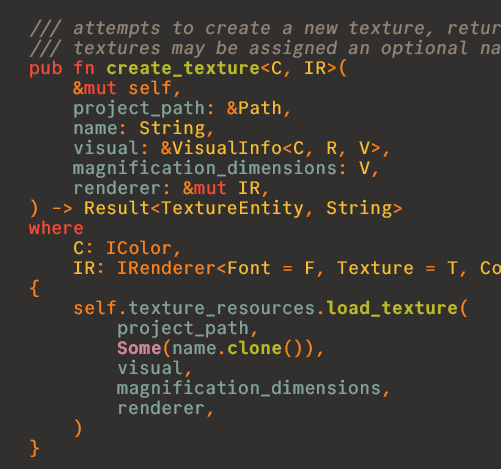 /// attempts to create a new texture, retur
/// textures may be assigned an optional na
pub fn create_texture<C, IR>(
    &mut self,
    project_path: &Path,
    name: String,
    visual: &VisualInfo<C, R, V>,
    magnification_dimensions: V,
    renderer: &mut IR,
) -> Result<TextureEntity, String>
where
    C: IColor,
    IR: IRenderer<Font = F, Texture = T, Co
{
    self.texture_resources.load_texture(
        project_path,
        Some(name.clone()),
        visual,
        magnification_dimensions,
        renderer,
    )
}